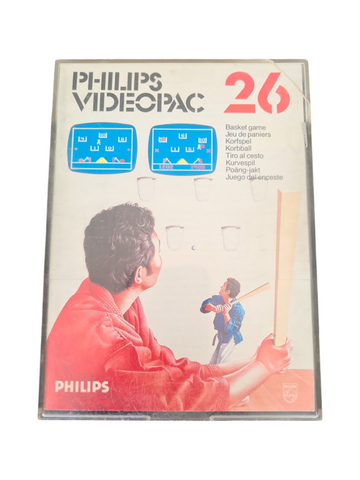 PHILIPS
VIDEOPAC
26
Basket game
Jeu de paniers
Korfspel
Korbball
Tiro al cesto
Kurvespil
Poäng-jakt
Juego del enceste
PHILIPS